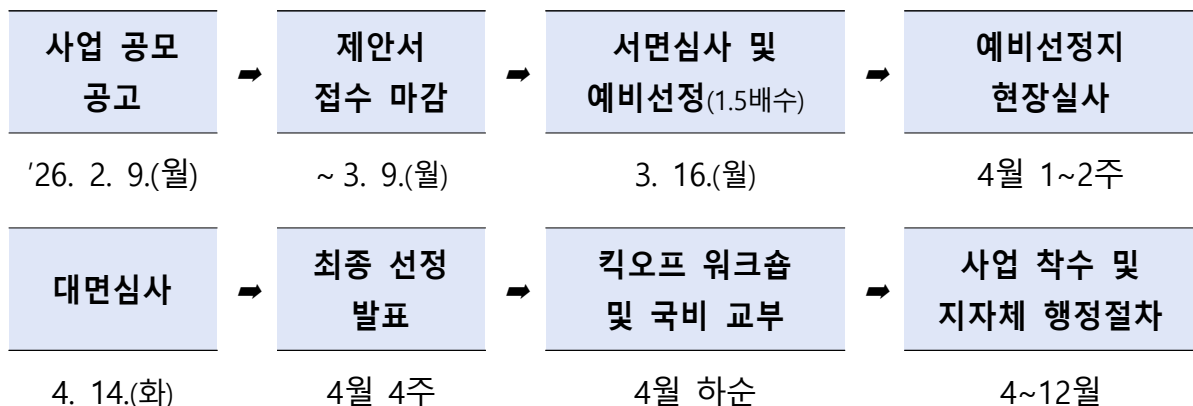 사업 공모 ➡ 제안서 ➡ 서면심사 및 ➡ 예비선정지
공고 접수 마감 예비선정(1.5배수) 현장실사
'26. 2. 9.(월) ~ 3. 9.(월) 3. 16.(월) 4월 1~2주
대면심사 ➡ 최종 선정 ➡ 킥오프 워크숍 ➡ 사업 착수 및
발표 및 국비 교부 지자체 행정절차
4. 14.(화) 4월 4주 4월 하순 4~12월